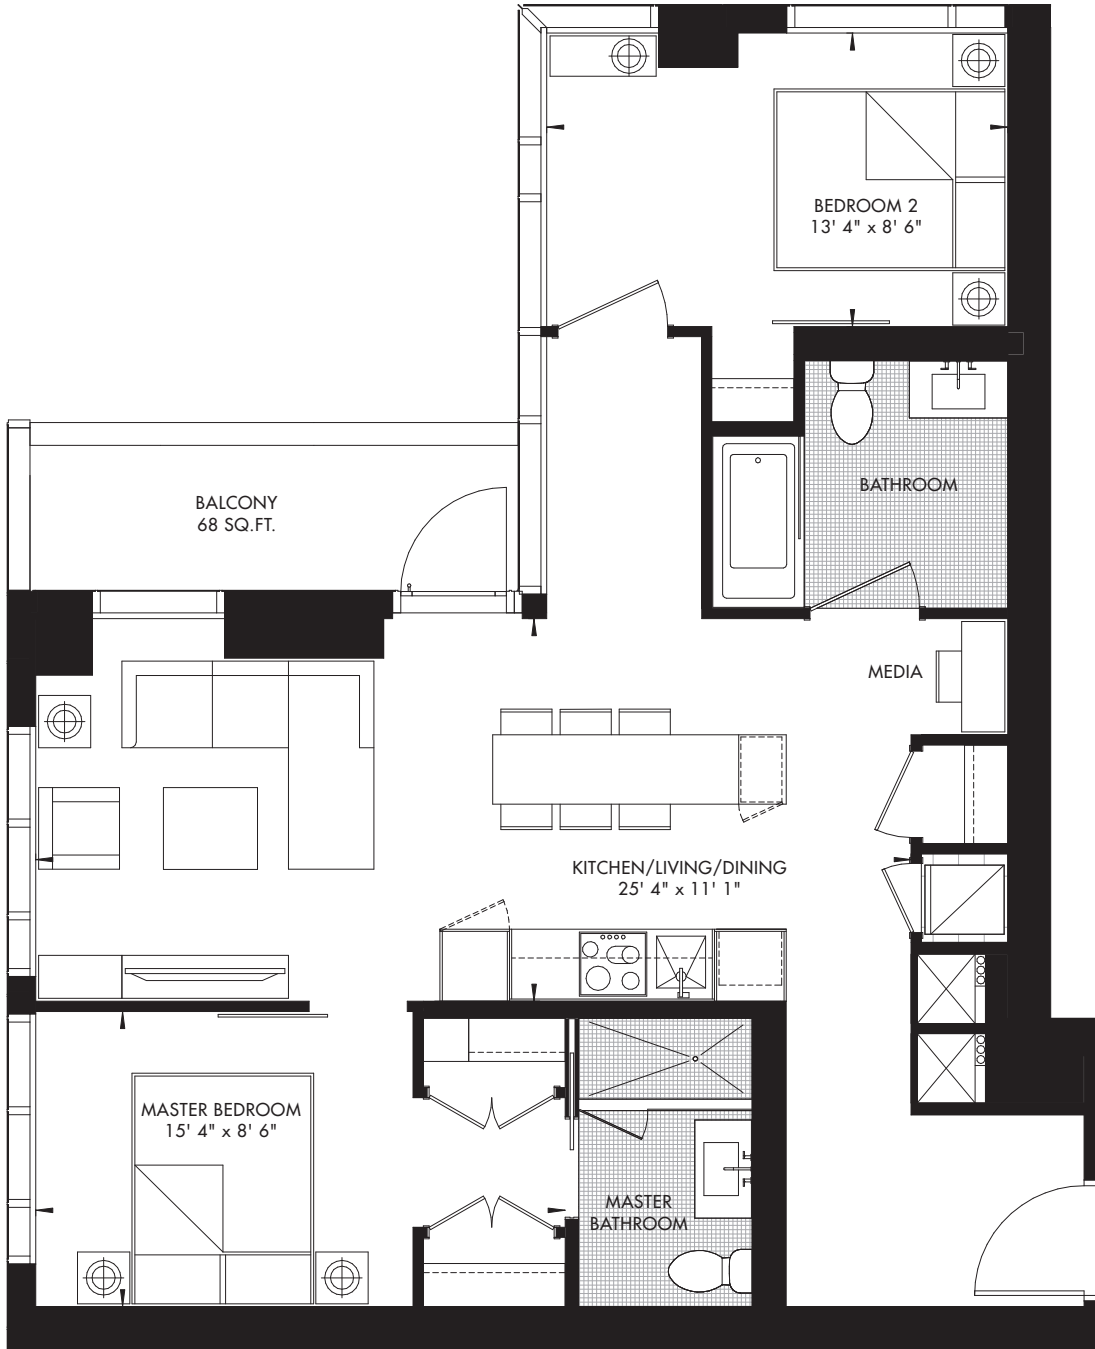 BEDROOM 2
13' 4" x 8' 6"
BATHROOM
BALCONY
68 SQ.FT.
MEDIA
KITCHEN/LIVING/DINING
25' 4" x 11' 1"
MASTER BEDROOM
15' 4" x 8' 6"
MASTER
BATHROOM